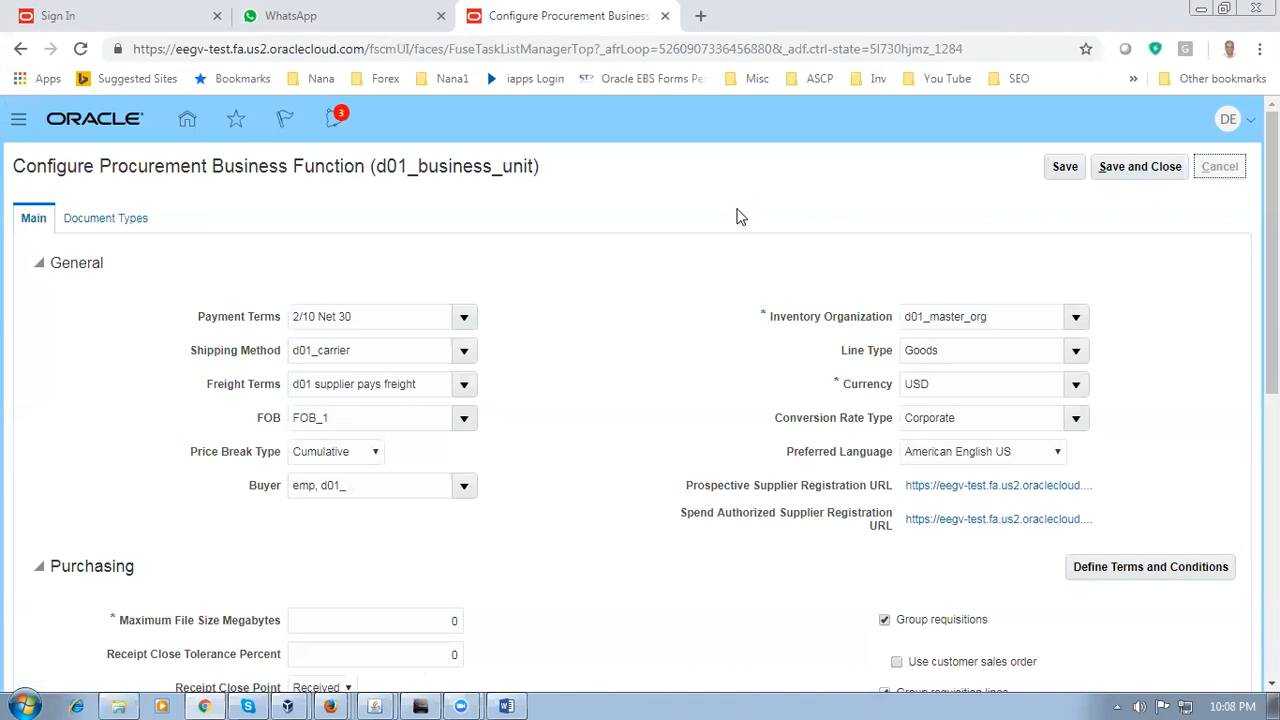 Sign In
WhatsApp
Configure Procurement Business
https://eegv-test.fa.us2.oraclecloud.com/fscmUI/faces/FuseTaskListManagerTop?_afrLoop=52609073364568​80&_adf.ctrl-state=5l730hjmz_1284
Apps Suggested Sites Bookmarks Nana Forex Nana1 iapps Login Oracle EBS Forms Pe Misc ASCP Inv You Tube SEO » Other bookmarks
ORACLE 3 DE
Configure Procurement Business Function (d01_business_unit) Save Save and Close Cancel
Main Document Types
General
Payment Terms 2/10 Net 30 * Inventory Organization d01_master_org
Shipping Method d01_carrier Line Type Goods
Freight Terms d01 supplier pays freight * Currency USD
FOB FOB_1 Conversion Rate Type Corporate
Price Break Type Cumulative Preferred Language American English US
Buyer emp, d01_ Prospective Supplier Registration URL https://eegv-test.fa.us2.oraclecloud....
Spend Authorized Supplier Registration URL https://eegv-test.fa.us2.oraclecloud....
Purchasing Define Terms and Conditions
* Maximum File Size Megabytes 0 Group requisitions
Receipt Close Tolerance Percent 0 Use customer sales order
Receipt Close Point Received Group requisition lines
10:08 PM